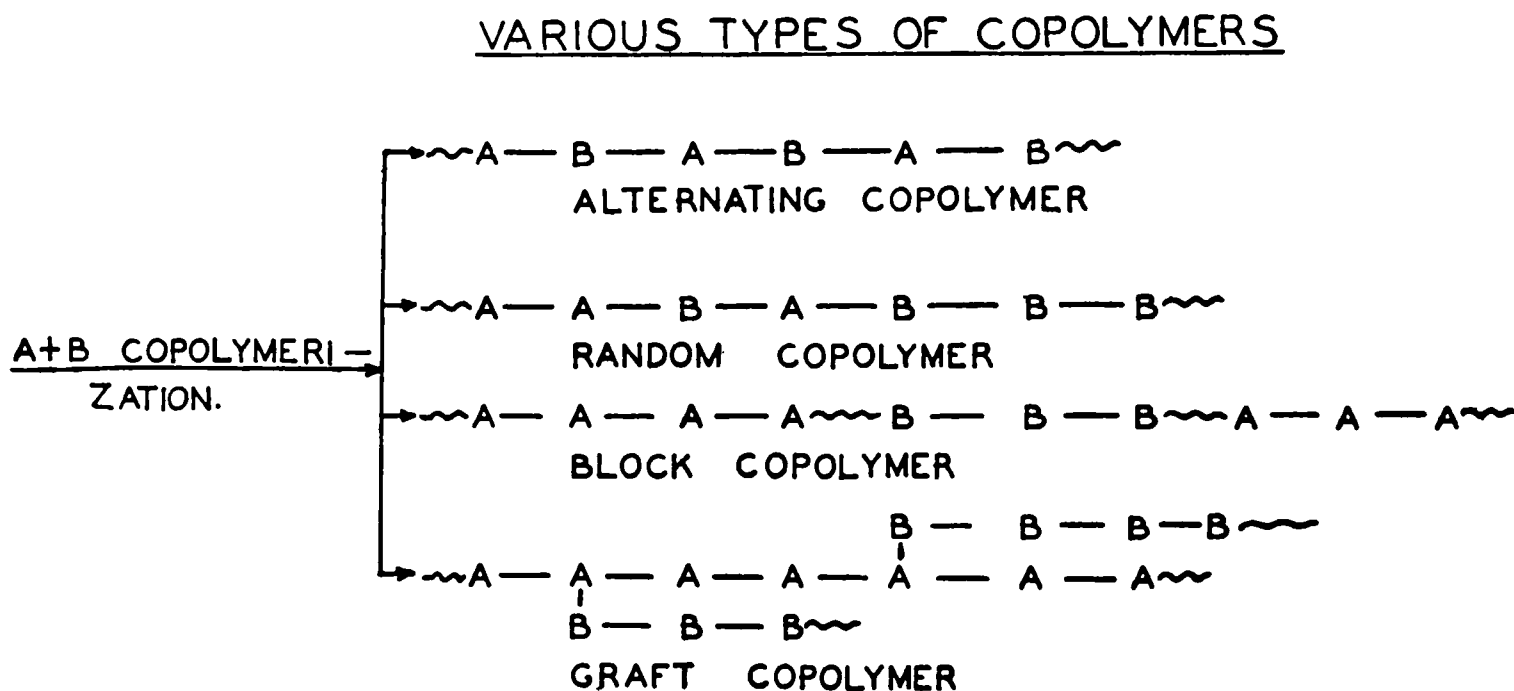 VARIOUS TYPES OF COPOLYMERS
~A — B — A — B — A — B~
ALTERNATING COPOLYMER
~A — A — B — A — B — B — B~
A+B COPOLYMERI-
ZATION.
RANDOM COPOLYMER
~A — A — A — A~B — B — B~A — A — A~
BLOCK COPOLYMER
B — B — B — B~
~A — A — A — A — A — A — A~
B — B — B~
GRAFT COPOLYMER